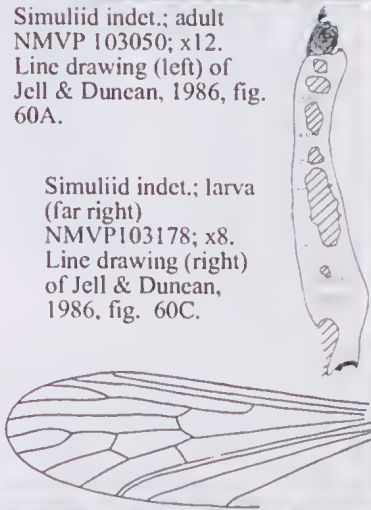 Simuliid indet.; adult
NMVP 103050; x12.
Line drawing (left) of
Jell & Duncan, 1986, fig.
60A.
Simuliid indet.; larva
(far right)
NMVP103178; x8.
Line drawing (right)
of Jell & Duncan,
1986, fig. 60C.